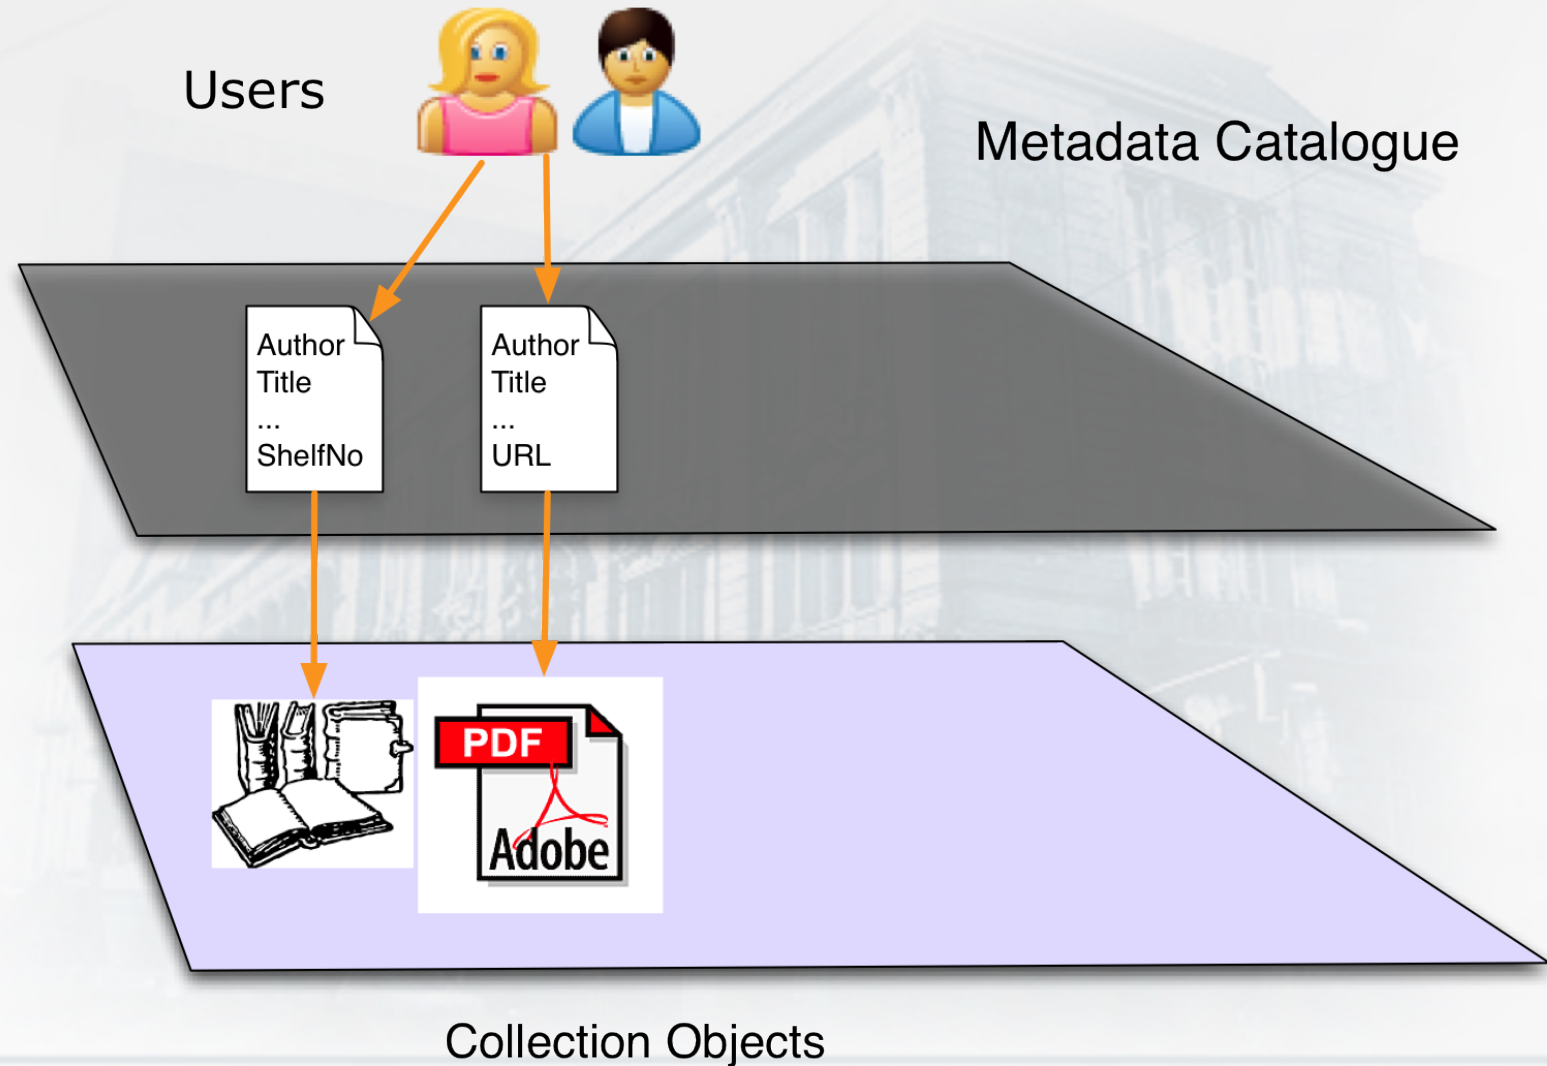 Users
Metadata Catalogue
Author
Title
...
ShelfNo
Author
Title
...
URL
PDF
Adobe
Collection Objects